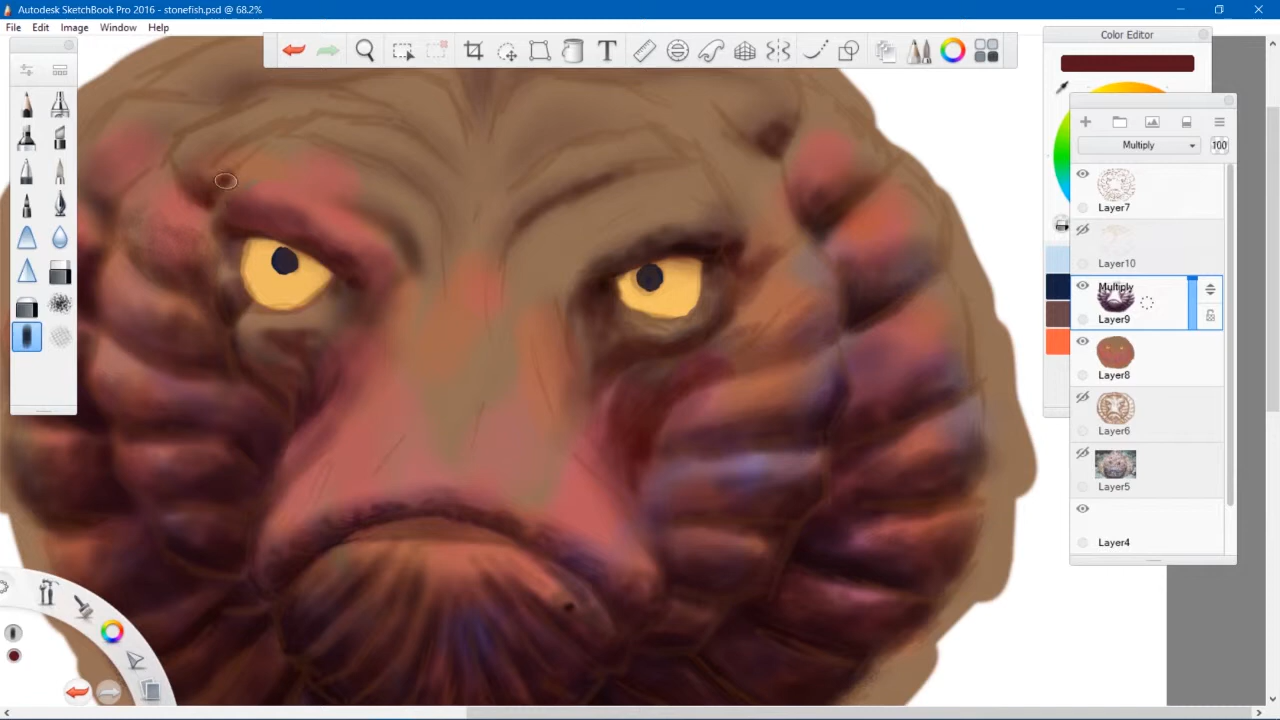 Autodesk SketchBook Pro 2016 - stonefish.psd @ 68.2%
File Edit Image Window Help
T
Color Editor
Multiply 100
Layer7
Layer10
Multiply
Layer9
Layer8
Layer6
Layer5
Layer4